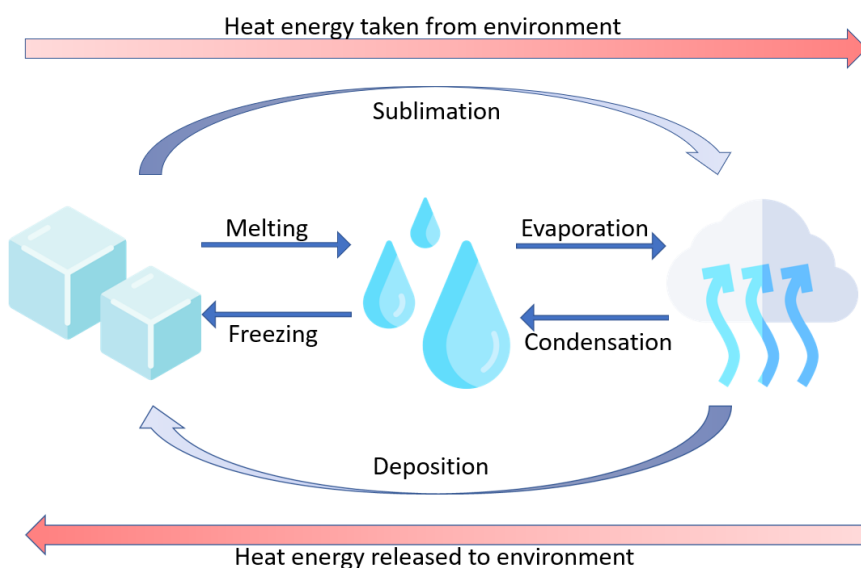 Heat energy taken from environment
Sublimation
Melting
Evaporation
Freezing
Condensation
Deposition
Heat energy released to environment